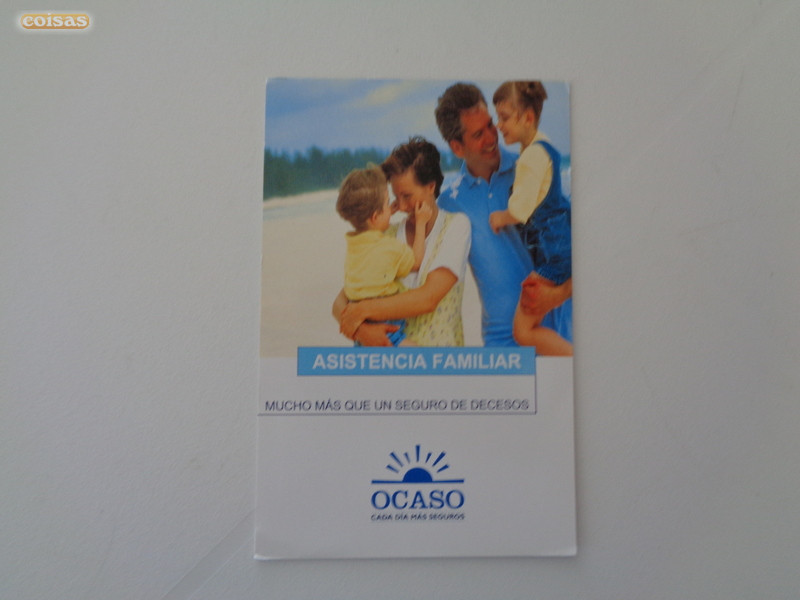 coisas
ASISTENCIA FAMILIAR
MUCHO MÁS QUE UN SEGURO DE DECESOS
OCASO
CADA DÍA MÁS SEGUROS